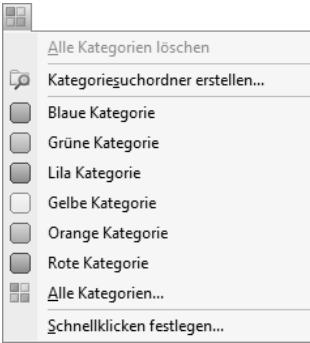 Alle Kategorien löschen
Kategoriesuchordner erstellen...
Blaue Kategorie
Grüne Kategorie
Lila Kategorie
Gelbe Kategorie
Orange Kategorie
Rote Kategorie
Alle Kategorien...
Schnellklicken festlegen...